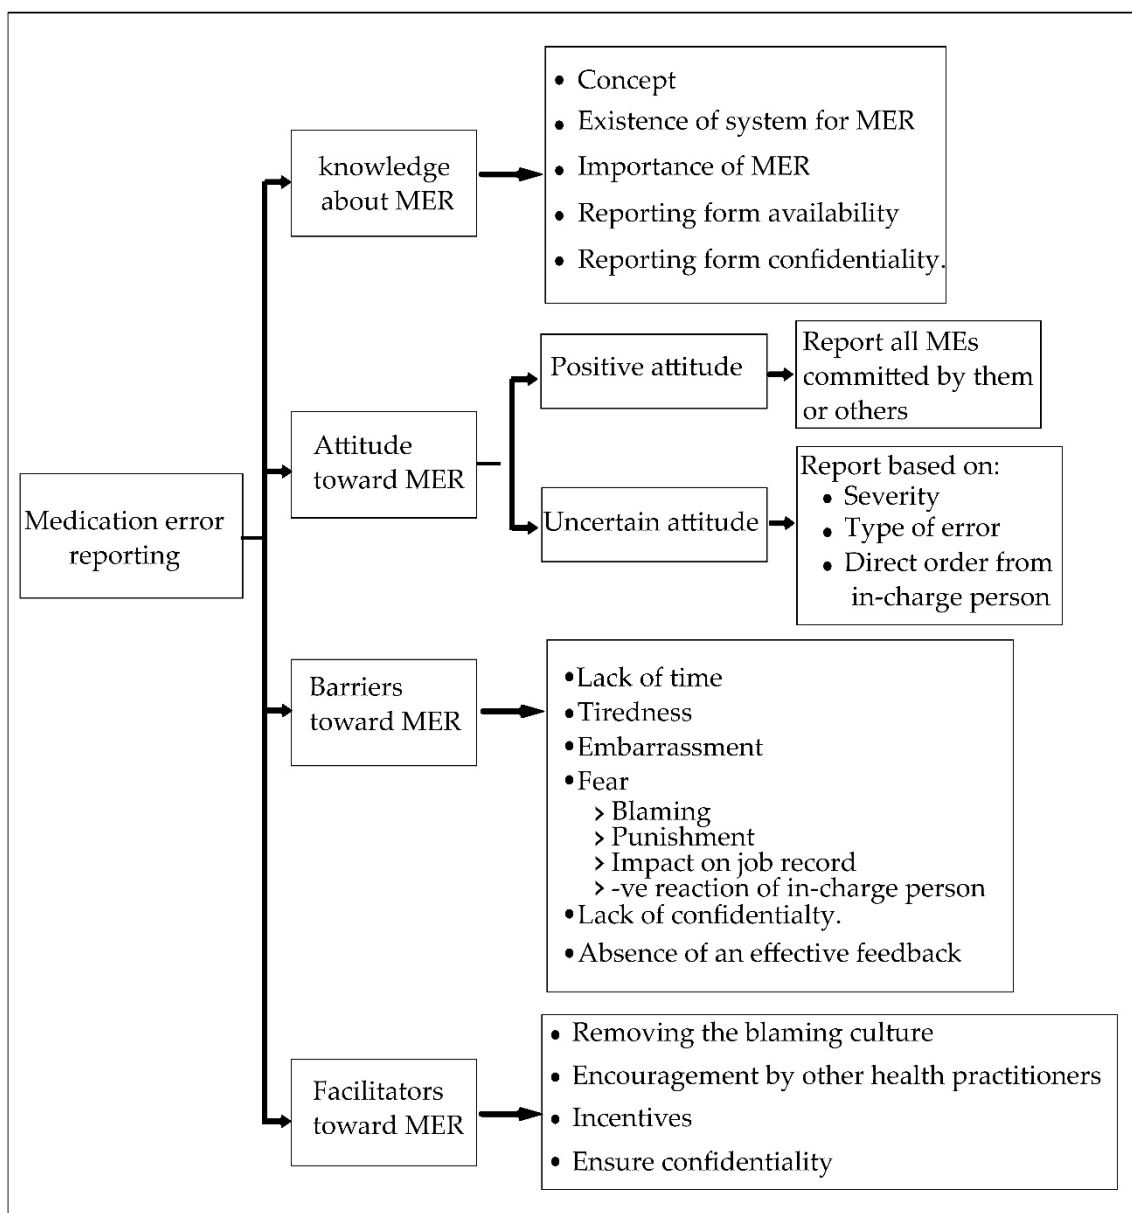 Medication error
reporting
knowledge
about MER
• Concept
• Existence of system for MER
• Importance of MER
• Reporting form availability
• Reporting form confidentiality.
Attitude
toward MER
Positive attitude
Report all MEs
committed by them
or others
Uncertain attitude
Report based on:
• Severity
• Type of error
• Direct order from
in-charge person
Barriers
toward MER
•Lack of time
•Tiredness
•Embarrassment
•Fear
> Blaming
> Punishment
> Impact on job record
> -ve reaction of in-charge person
•Lack of confidentialty.
•Absence of an effective feedback
Facilitators
toward MER
• Removing the blaming culture
• Encouragement by other health practitioners
• Incentives
• Ensure confidentiality